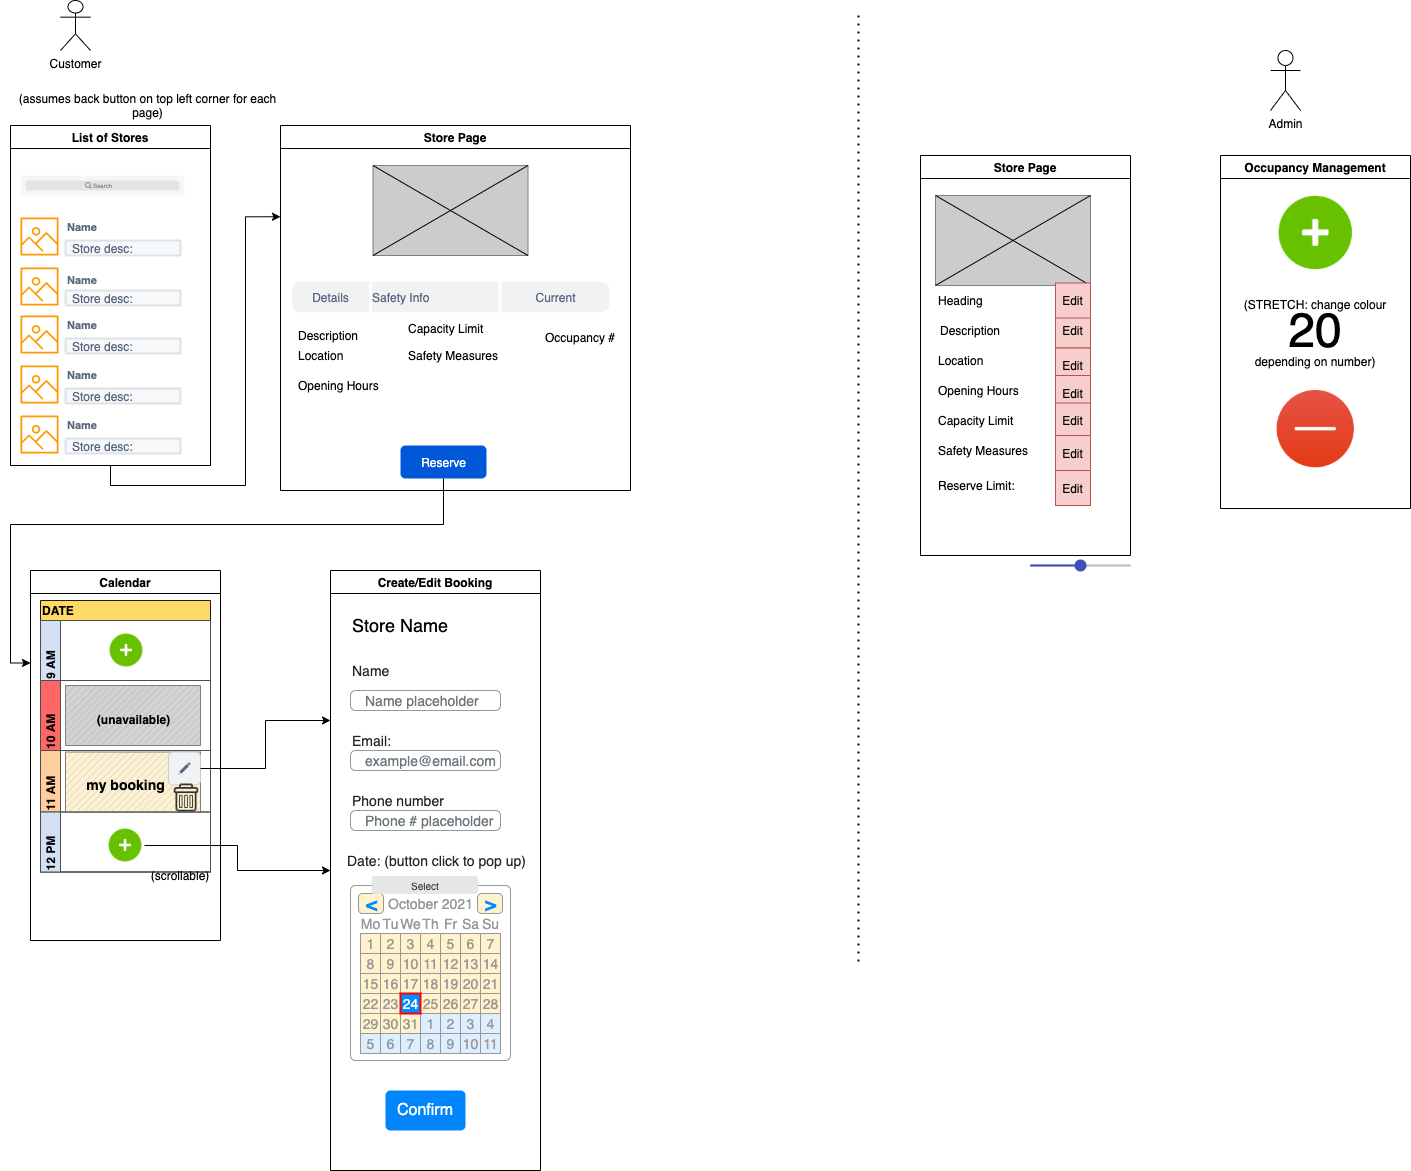 Customer
(assumes back button on top left corner for each
page)
List of Stores
Search
Name
Store desc:
Name
Store desc:
Name
Store desc:
Name
Store desc:
Name
Store desc:
Store Page
Details
Safety Info
Current
Description
Capacity Limit
Occupancy #
Location
Safety Measures
Opening Hours
Reserve
Calendar
DATE
9 AM
10 AM
(unavailable)
11 AM
my booking
12 PM
(scrollable)
Create/Edit Booking
Store Name
Name
Name placeholder
Email:
example@email.com
Phone number
Phone # placeholder
Date: (button click to pop up)
Select
< October 2021 >
Mo Tu We Th Fr Sa Su
1 2 3 4 5 6 7
8 9 10 11 12 13 14
15 16 17 18 19 20 21
22 23 24 25 26 27 28
29 30 31 1 2 3 4
5 6 7 8 9 10 11
Confirm
Admin
Store Page
Heading Edit
Description Edit
Location Edit
Opening Hours Edit
Capacity Limit Edit
Safety Measures Edit
Reserve Limit: Edit
Occupancy Management
(STRETCH: change colour
20
depending on number)